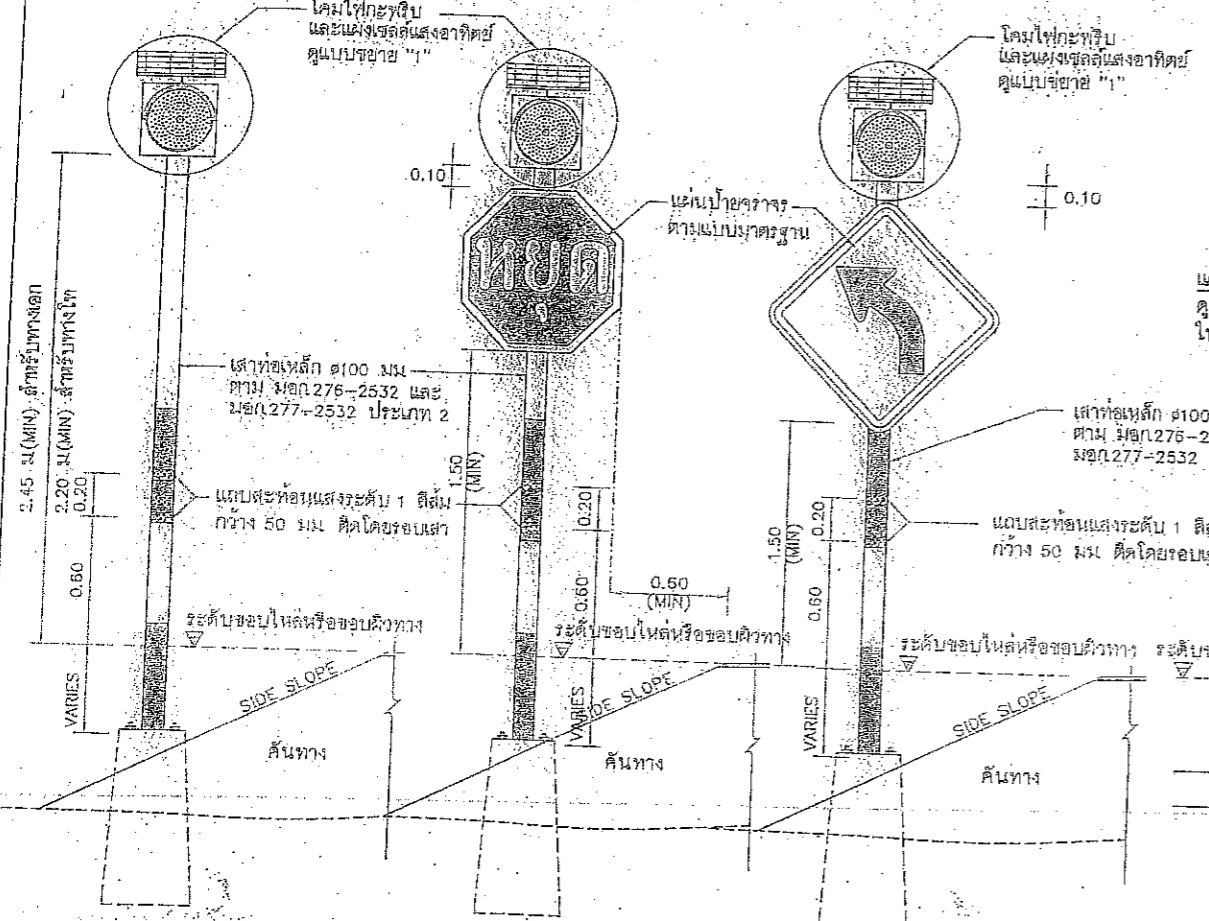 โคมไฟกะพริบ
และแผงเซลล์แสงอาทิตย์
ดูแบบขยาย "1"
โคมไฟกะพริบ
และแผงเซลล์แสงอาทิตย์
ดูแบบขยาย "1"
0.10
0.10
แผ่นป้ายจราจร
ตามแบบมาตรฐาน
หยุด
2.45 ม(MIN) สำหรับทางเอก
2.20 ม(MIN) สำหรับทางโท
เสาท่อเหล็ก ø100 มม
ตาม มอก.276-2532 และ
มอก.277-2532 ประเภท 2
เสาท่อเหล็ก ø100
ตาม มอก.276-2
มอก.277-2532
0.20
0.60
VARIES
แถบสะท้อนแสงระดับ 1 สีส้ม
กว้าง 50 มม ติดโดยรอบเสา
1.50
(MIN)
0.20
0.60
VARIES
0.60
(MIN)
1.50
(MIN)
0.20
0.60
VARIES
แถบสะท้อนแสงระดับ 1
กว้าง 50 มม ติดโดยรอบ
ระดับขอบไหล่หรือขอบผิวทาง
ระดับขอบไหล่หรือขอบผิวทาง
ระดับขอบไหล่หรือขอบผิวทาง
SIDE SLOPE
SIDE SLOPE
SIDE SLOPE
คันทาง
คันทาง
คันทาง